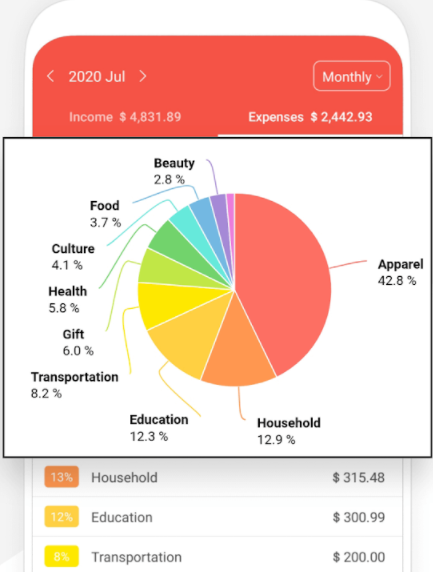 2020 Jul
Monthly
Income $ 4,831.89
Expenses $ 2,442.93
Beauty
2.8 %
Food
3.7 %
Culture
4.1 %
Health
5.8 %
Gift
6.0 %
Transportation
8.2 %
Education
12.3 %
Household
12.9 %
Apparel
42.8 %
13% Household $ 315.48
12% Education $ 300.99
8% Transportation $ 200.00